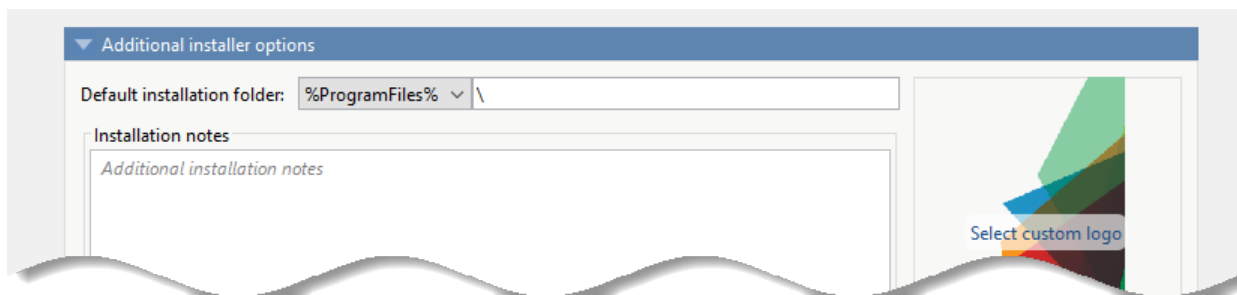 Additional installer options
Default installation folder: %ProgramFiles% \
Installation notes
Additional installation notes
Select custom logo